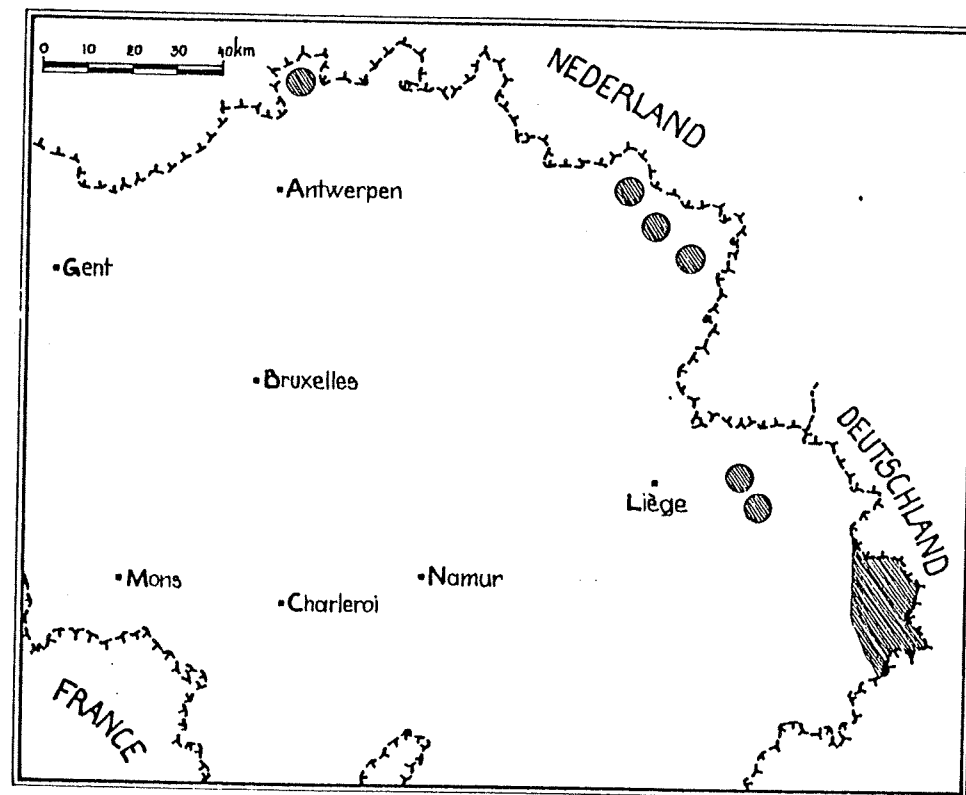 0 10 20 30 40km
NEDERLAND
Antwerpen
Gent
Bruxelles
DEUTSCHLAND
Liège
Mons
Namur
Charleroi
FRANCE